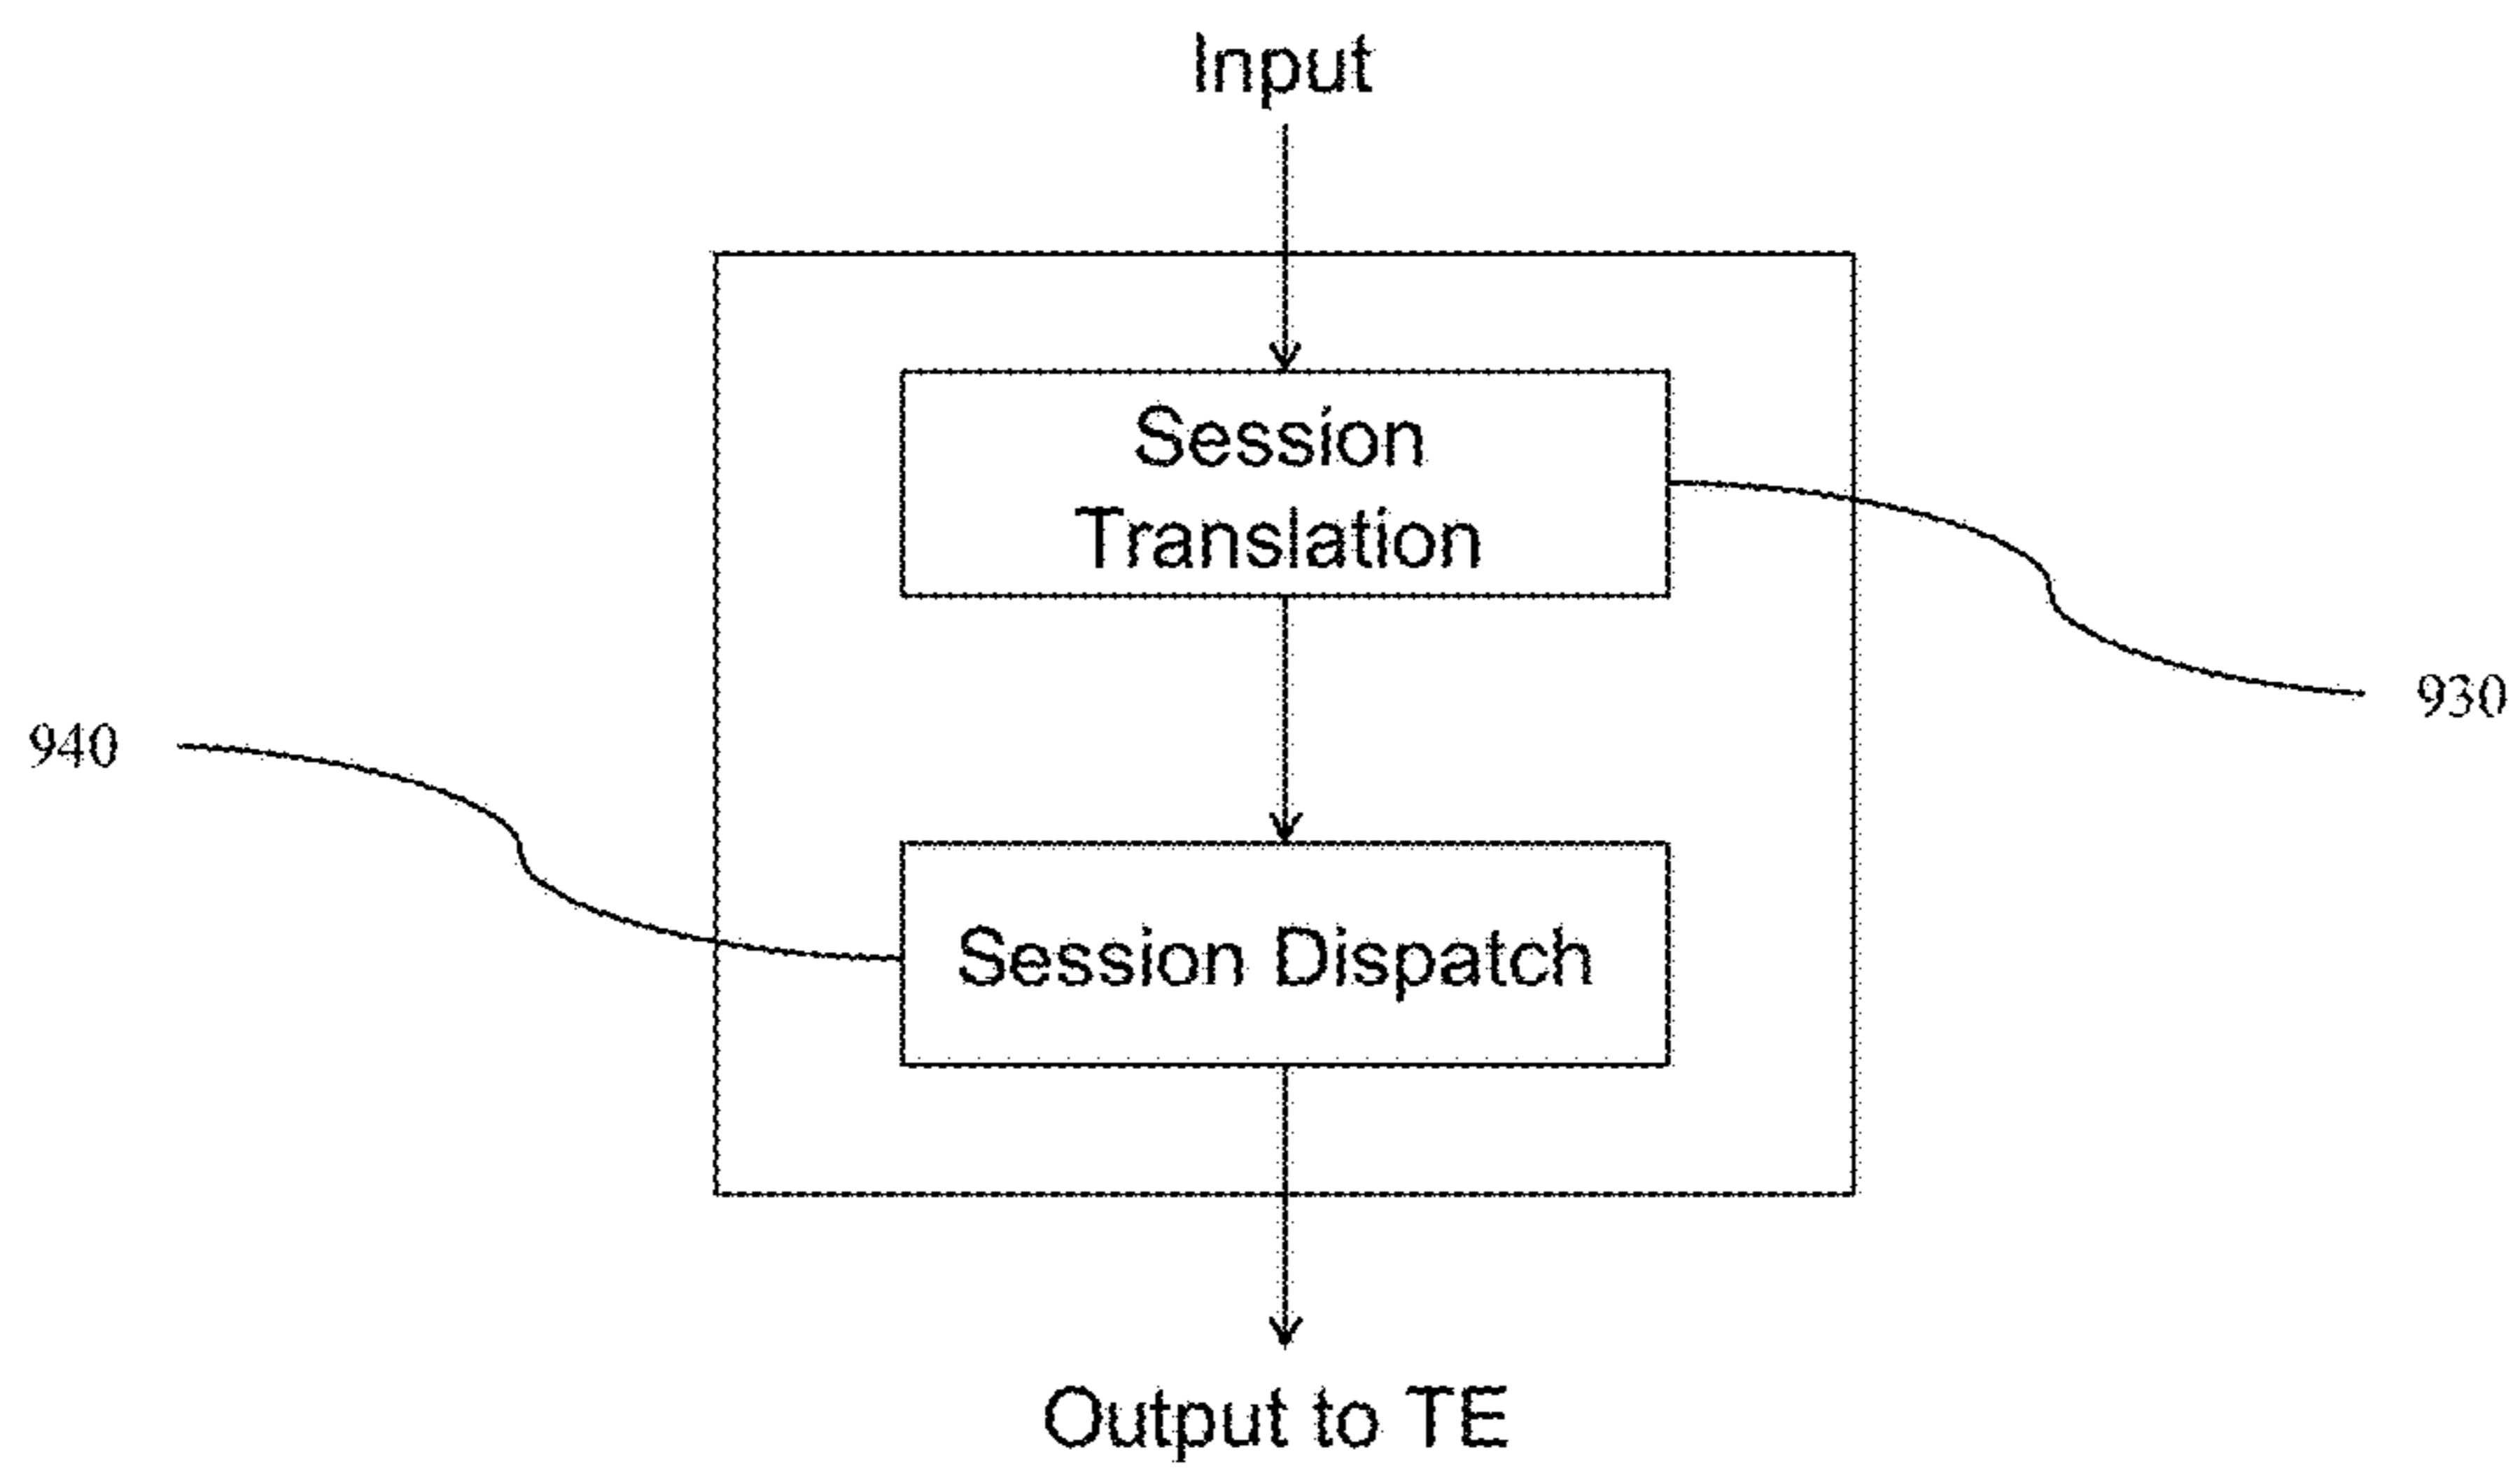 Input
Session
Translation
930
940
Session Dispatch
Output to TE